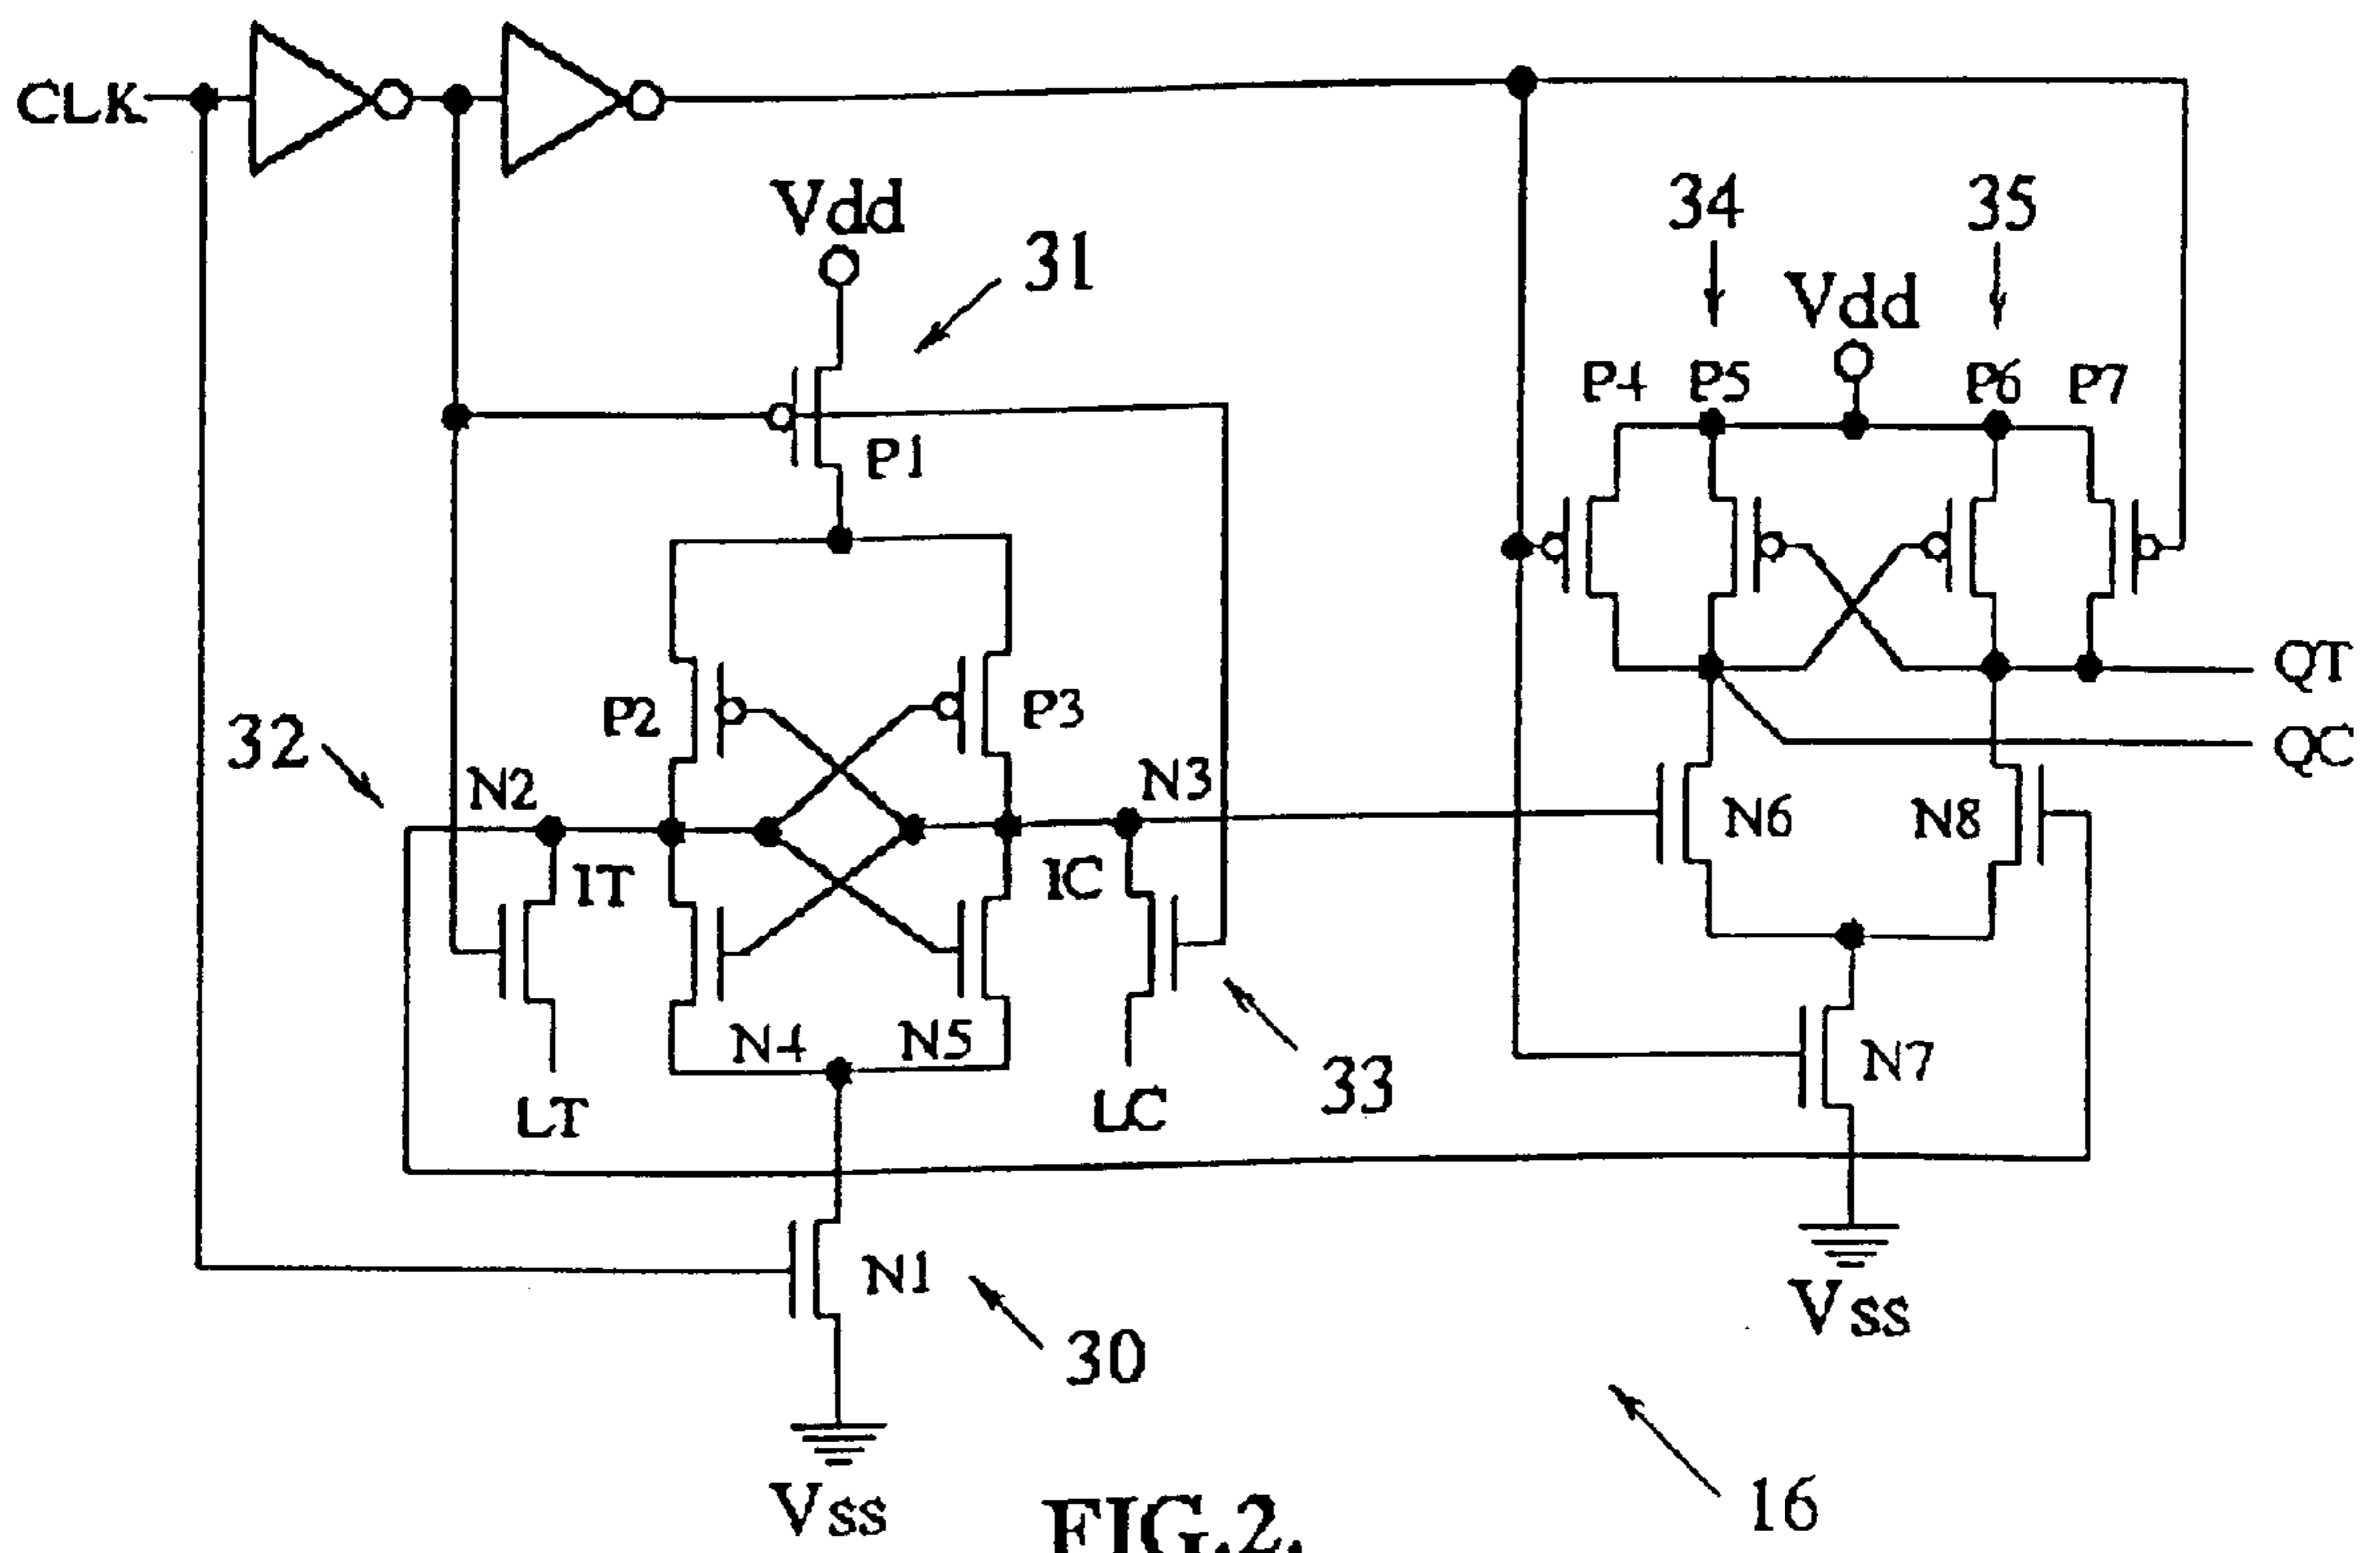 CLK
Vdd
31
34
35
Vdd
P4
P5
P6
P7
P1
P2
P3
QT
QC
32
N2
N3
IT
IC
N6
N8
N4
N5
N7
LT
LC
33
N1
30
Vss
Vss
16
FIG.2.